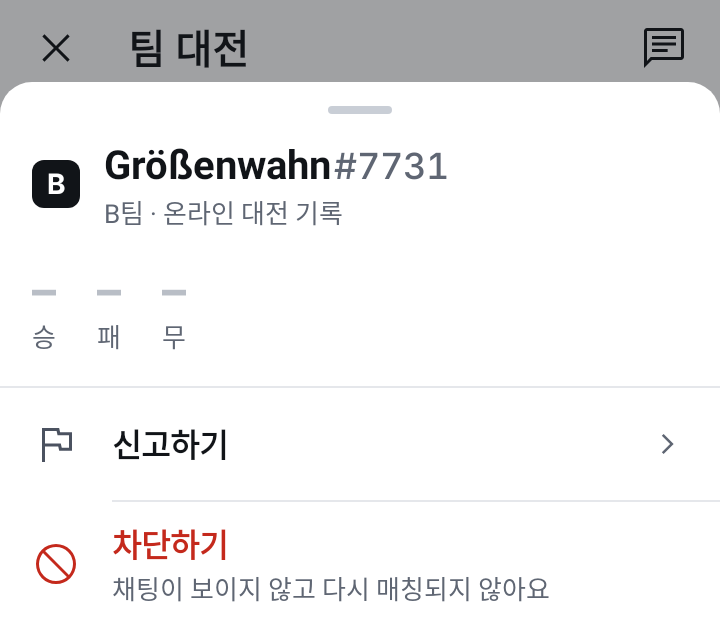 팀 대전
B
Größenwahn#7731
B팀 · 온라인 대전 기록
– – –
승 패 무
신고하기
차단하기
채팅이 보이지 않고 다시 매칭되지 않아요